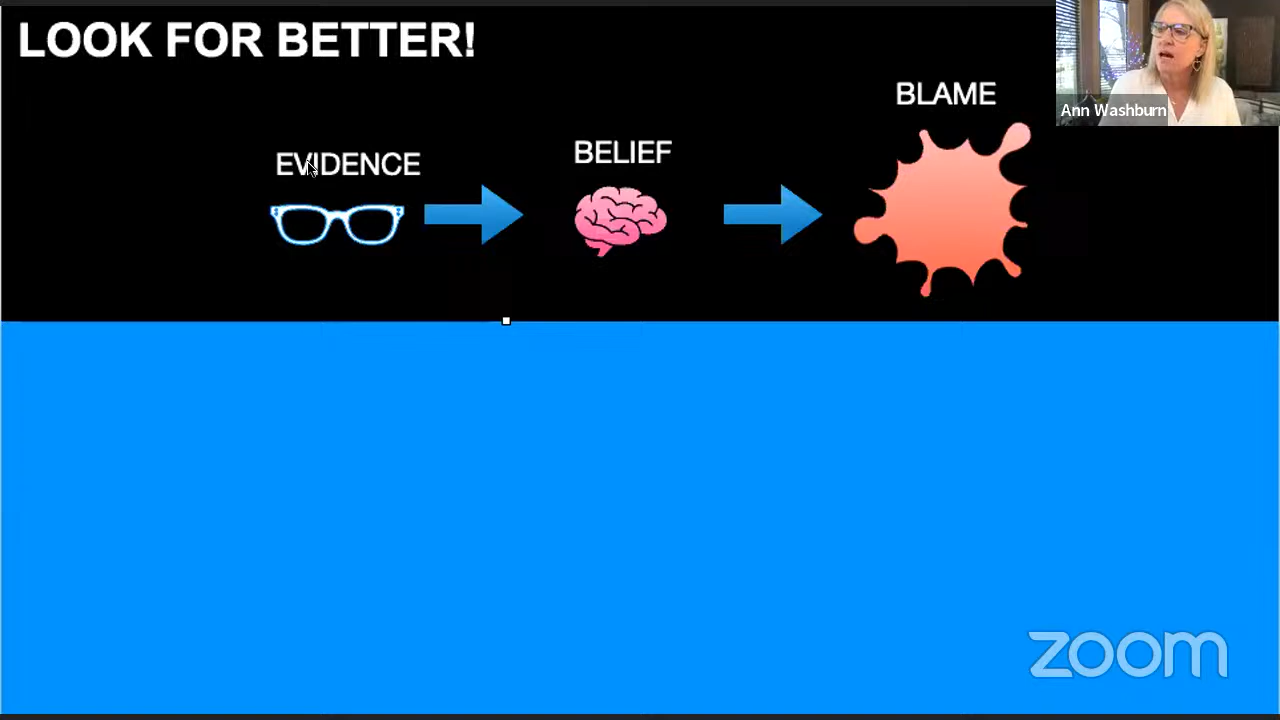 LOOK FOR BETTER!
BLAME
Ann Washburn
BELIEF
EVIDENCE
zoom